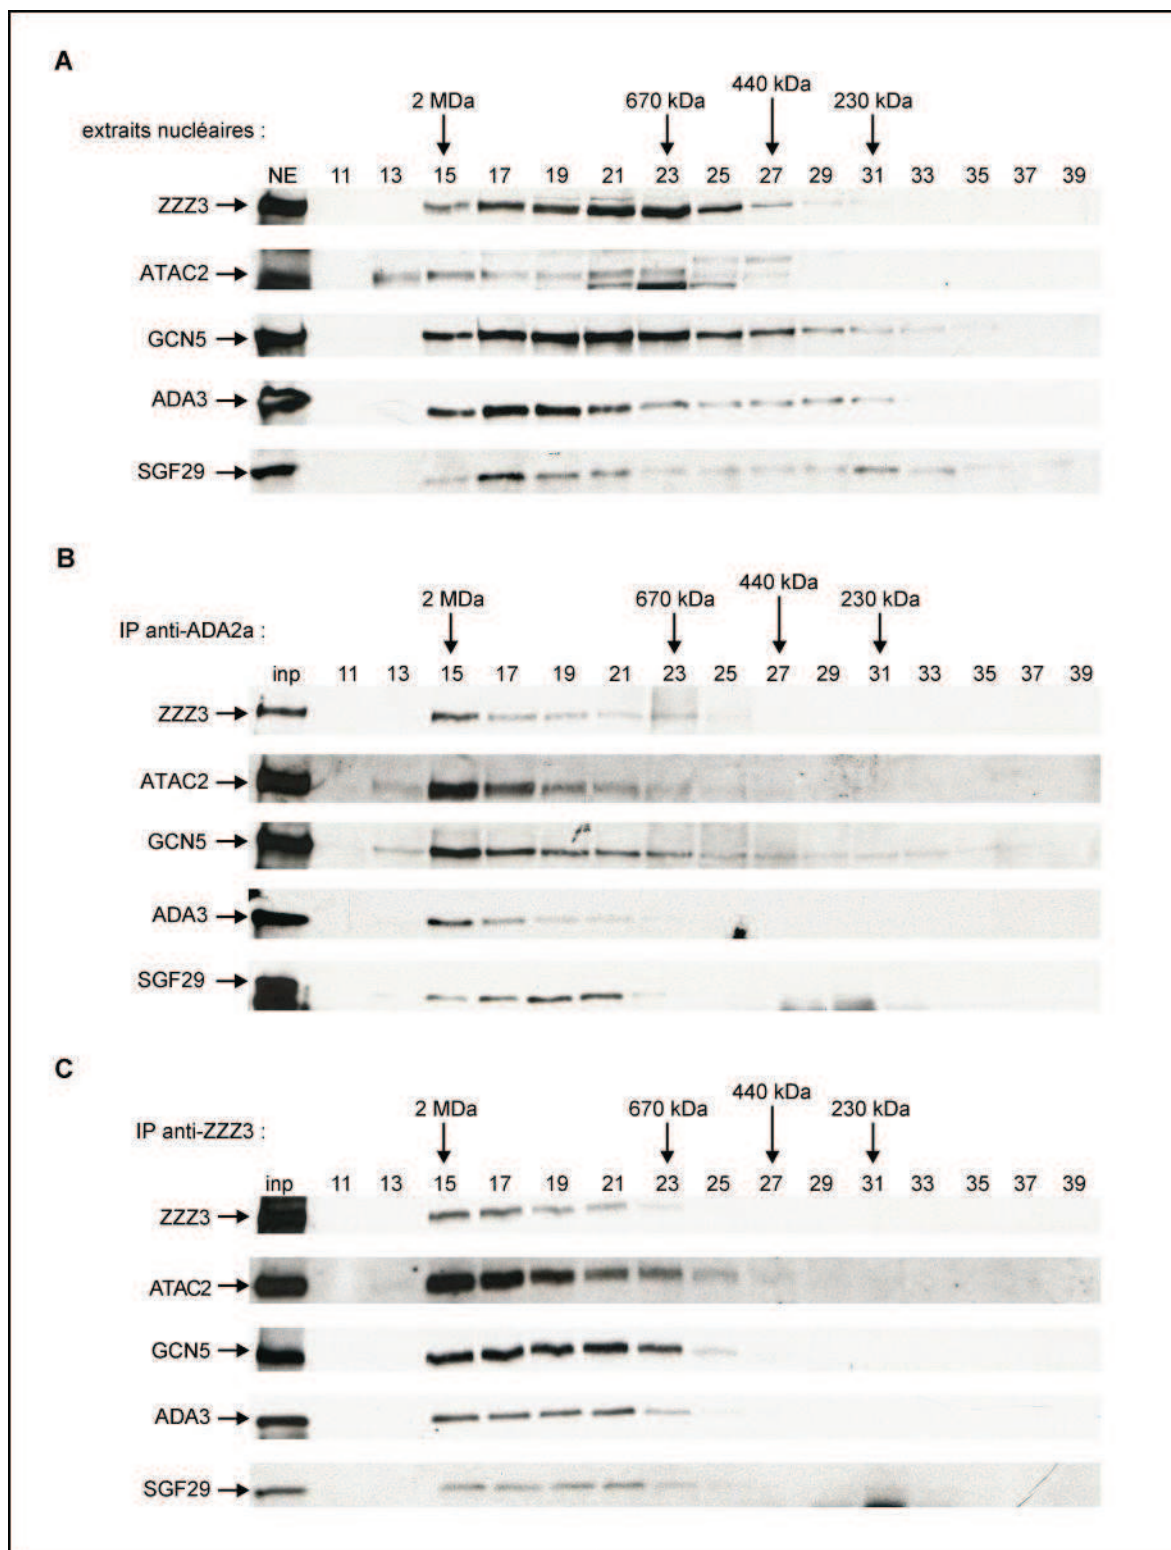 A
440 kDa
2 MDa 670 kDa 230 kDa
extraits nucléaires :
NE 11 13 15 17 19 21 23 25 27 29 31 33 35 37 39
ZZZ3
ATAC2
GCN5
ADA3
SGF29
B
440 kDa
2 MDa 670 kDa 230 kDa
IP anti-ADA2a :
inp 11 13 15 17 19 21 23 25 27 29 31 33 35 37 39
ZZZ3
ATAC2
GCN5
ADA3
SGF29
C
440 kDa
2 MDa 670 kDa 230 kDa
IP anti-ZZZ3 :
inp 11 13 15 17 19 21 23 25 27 29 31 33 35 37 39
ZZZ3
ATAC2
GCN5
ADA3
SGF29